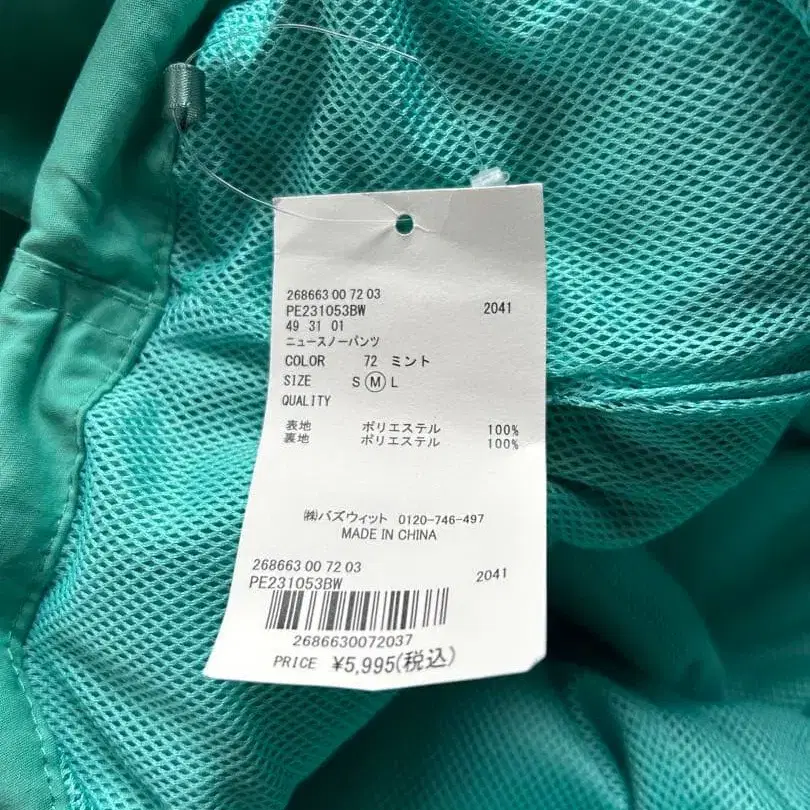 268663 00 72 03
PE231053BW 2041
49 31 01
ニュースノーパンツ
COLOR 72 ミント
SIZE S M L
QUALITY
表地 ポリエステル 100%
裏地 ポリエステル 100%
㈱バズウィット 0120-746-497
MADE IN CHINA
268663 00 72 03
PE231053BW 2041
2686630072037
PRICE ¥5,995(税込)